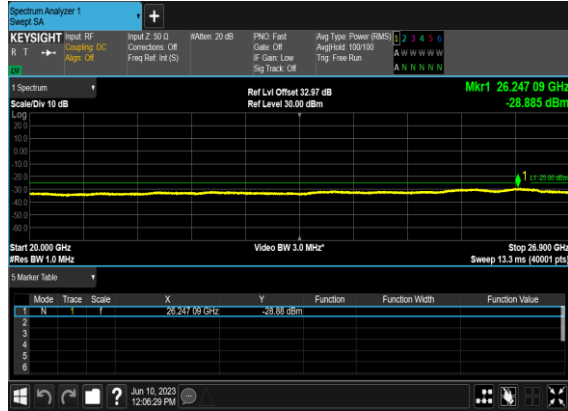 Spectrum Analyzer 1
Swept SA
KEYSIGHT
R T
Input: RF
Coupling: DC
Align: Off
Input Z: 50 Ω
Corrections: Off
Freq Ref: Int (S)
#Atten: 20 dB
PNO: Fast
Gate: Off
IF Gain: Low
Sig Track: Off
Avg Type: Power (RMS)
Avg|Hold: 100/100
Trig: Free Run
1 2 3 4 5 6
A W W W W W
A N N N N N
1 Spectrum
Scale/Div 10 dB
Ref Lvl Offset 32.97 dB
Ref Level 30.00 dBm
Mkr1 26.247 09 GHz
-28.885 dBm
Log
20.0
10.0
0.00
-10.0
-20.0
-30.0
-40.0
-50.0
-60.0
1
L1 -25.00 dBm
Start 20.000 GHz
#Res BW 1.0 MHz
Video BW 3.0 MHz*
Stop 26.900 GHz
Sweep 13.3 ms (40001 pts)
5 Marker Table
Mode Trace Scale X Y Function Function Width Function Value
1 N 1 f 26.247 09 GHz -28.88 dBm
2
3
4
5
6
?
Jun 10, 2023
12:06:29 PM